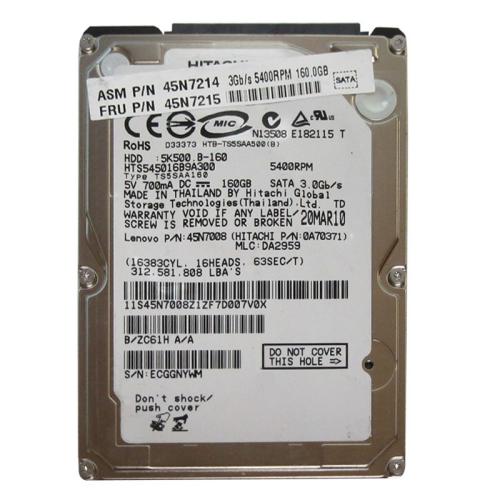 HITACHI
ASM P/N 45N7214 3Gb/s 5400RPM 160.0GB SATA
FRU P/N 45N7215
CE MIC
N13508 E182115 T
RoHS D33373 HTB-TS5SAA500(B)
HDD :5K500.B-160
HTS545016B9A300 5400RPM
Type TS5SAA160
5V 700mA DC 160GB SATA 3.0Gb/s
MADE IN THAILAND BY Hitachi Global
Storage Technologies(Thailand).Ltd. TD
WARRANTY VOID IF ANY LABEL/
SCREW IS REMOVED OR BROKEN 20MAR10
Lenovo P/N:45N7008 (HITACHI P/N:0A70371)
MLC:DA2959
(16383CYL. 16HEADS. 63SEC/T)
312.581.808 LBA'S
11S45N7008Z1ZF7D007V0X
B/ZC61H A/A
DO NOT COVER
THIS HOLE
S/N:ECGGNYWM
Don't shock/
push cover